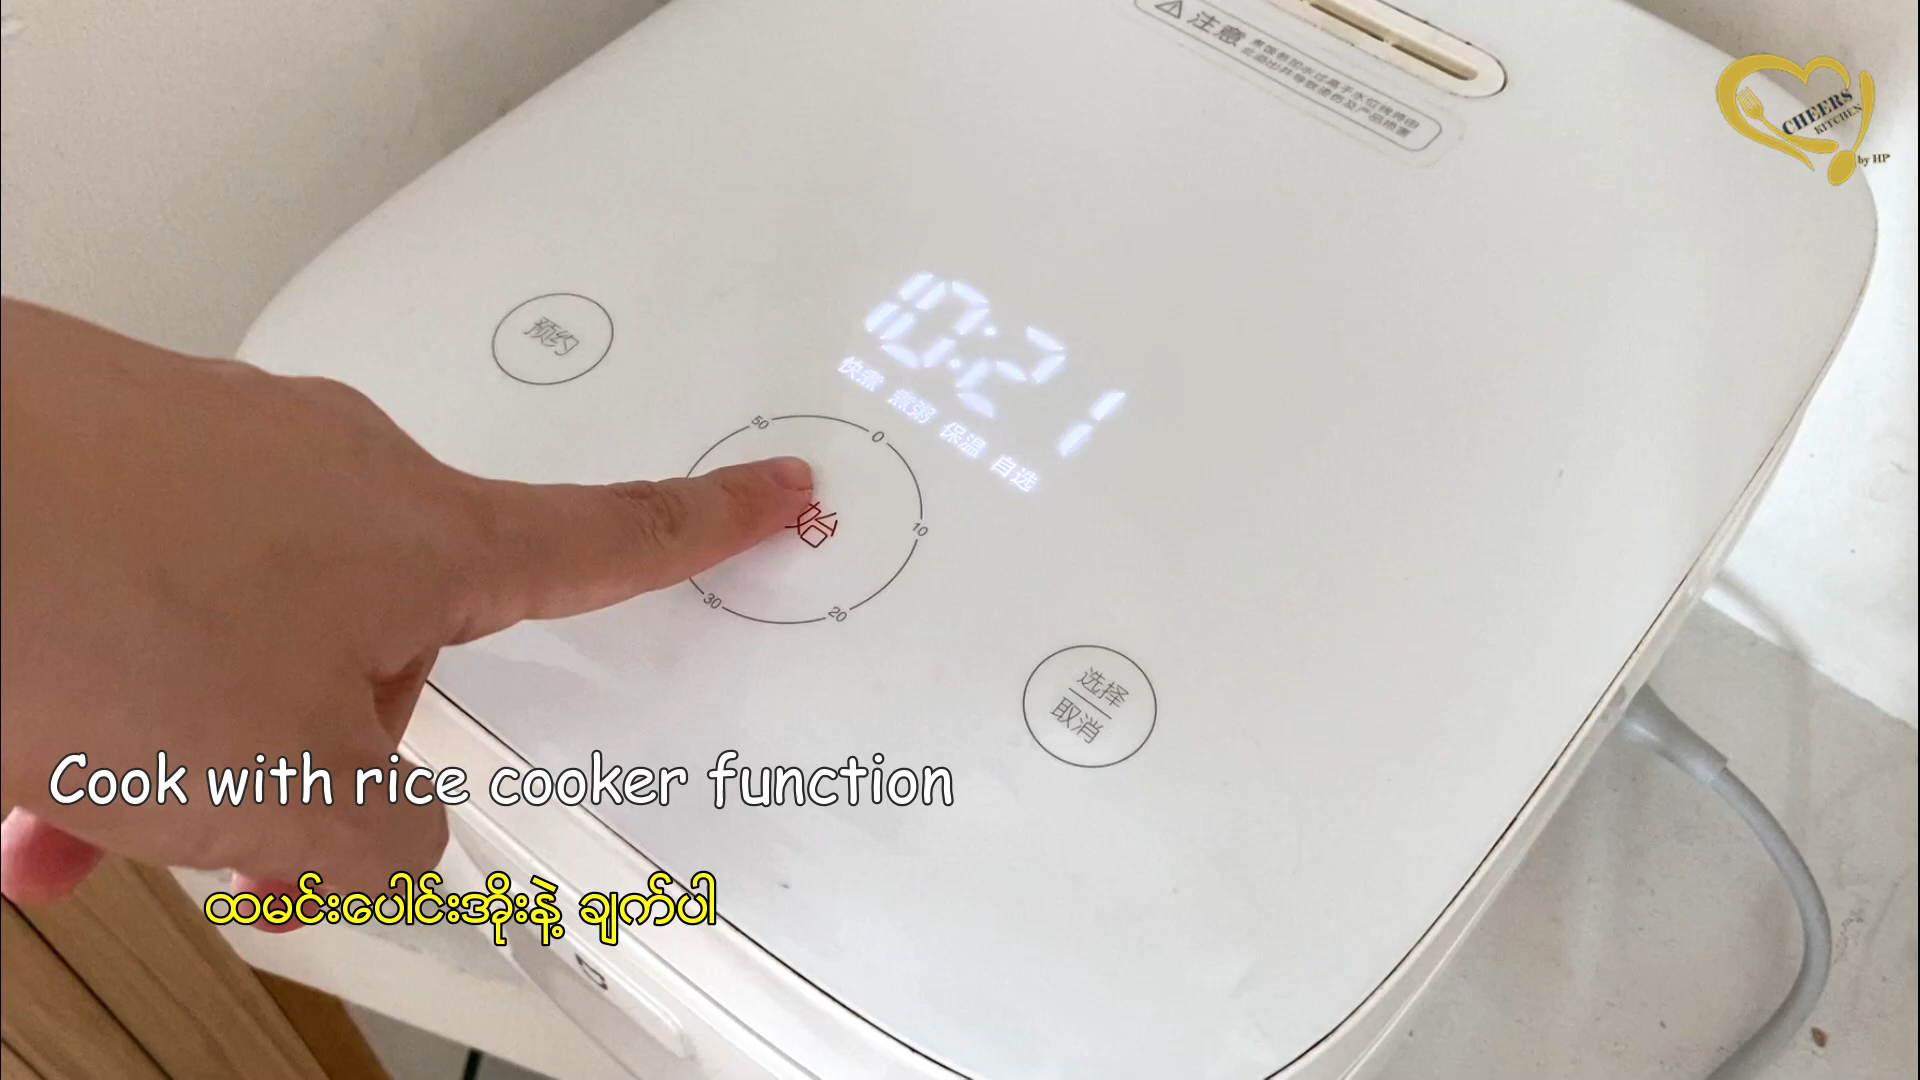 注意
CHEERS
KITCHEN
by HP
预约
10:21
快煮 煮粥 保温 自选
50 0
始
10
30 20
选择
取消
Cook with rice cooker function
ထမင်းပေါင်းအိုးနဲ့ ချက်ပါ